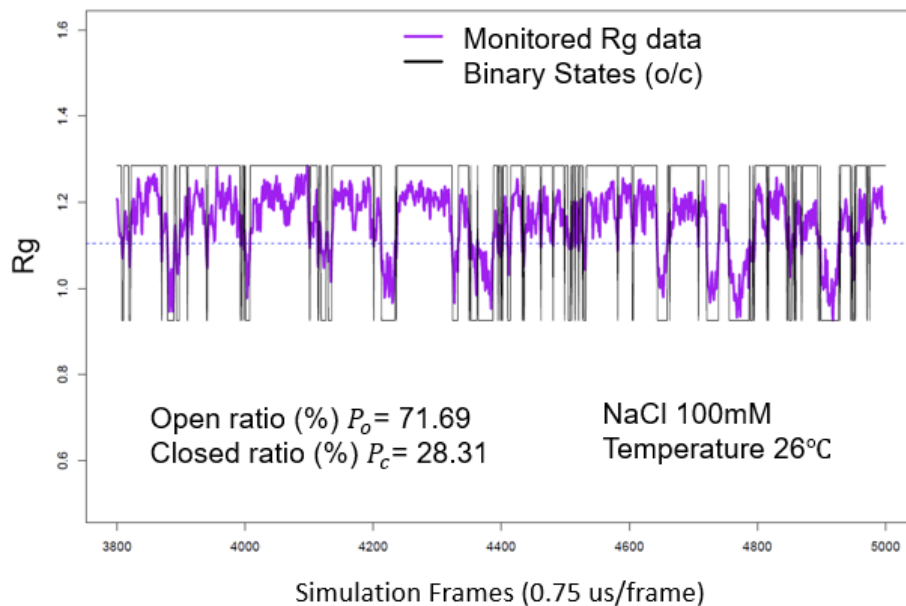 1.6
1.4
1.2
1.0
0.8
0.6
Rg
Monitored Rg data
Binary States (o/c)
Open ratio (%) Pₒ= 71.69
Closed ratio (%) P_c= 28.31
NaCl 100mM
Temperature 26℃
3800 4000 4200 4400 4600 4800 5000
Simulation Frames (0.75 us/frame)